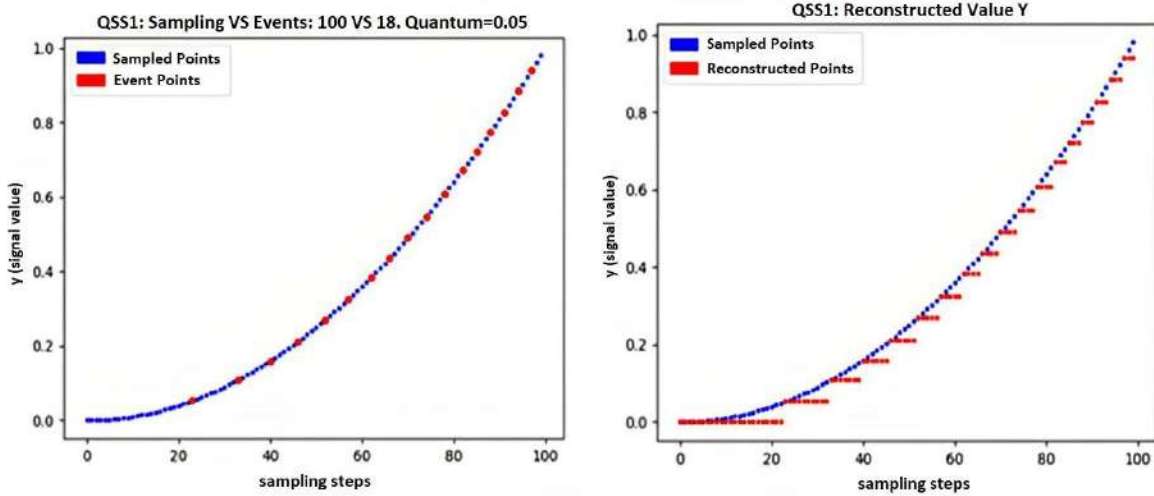 QSS1: Sampling VS Events: 100 VS 18. Quantum=0.05
1.0
0.8
0.6
0.4
0.2
0.0
y (signal value)
Sampled Points
Event Points
0
20
40
60
80
100
sampling steps
QSS1: Reconstructed Value Y
1.0
0.8
0.6
0.4
0.2
0.0
y (signal value)
Sampled Points
Reconstructed Points
0
20
40
60
80
100
sampling steps